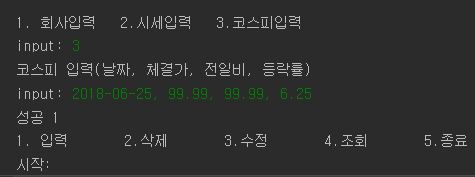 1. 회사입력 2.시세입력 3.코스피입력
input: 3
코스피 입력(날짜, 체결가, 전일비, 등락률)
input: 2018-06-25, 99.99, 99.99, 6.25
성공 1
1. 입력 2.삭제 3.수정 4.조회 5.종료
시작: